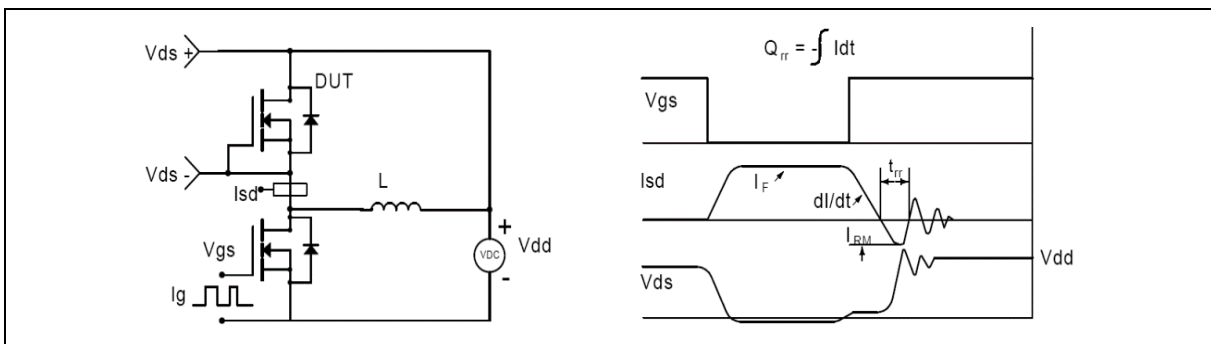 Vds +
DUT
Vds -
Isd
L
Vgs
+
VDC
Vdd
-
Ig
Q_rr = -∫ Idt
Vgs
Isd
I_F
dI/dt
t_rr
I_RM
Vds
Vdd